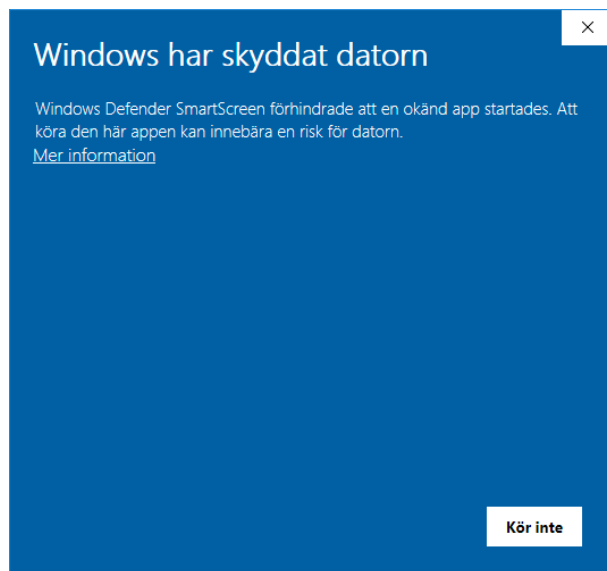 Windows har skyddat datorn
Windows Defender SmartScreen förhindrade att en okänd app startades. Att
köra den här appen kan innebära en risk för datorn.
Mer information
Kör inte